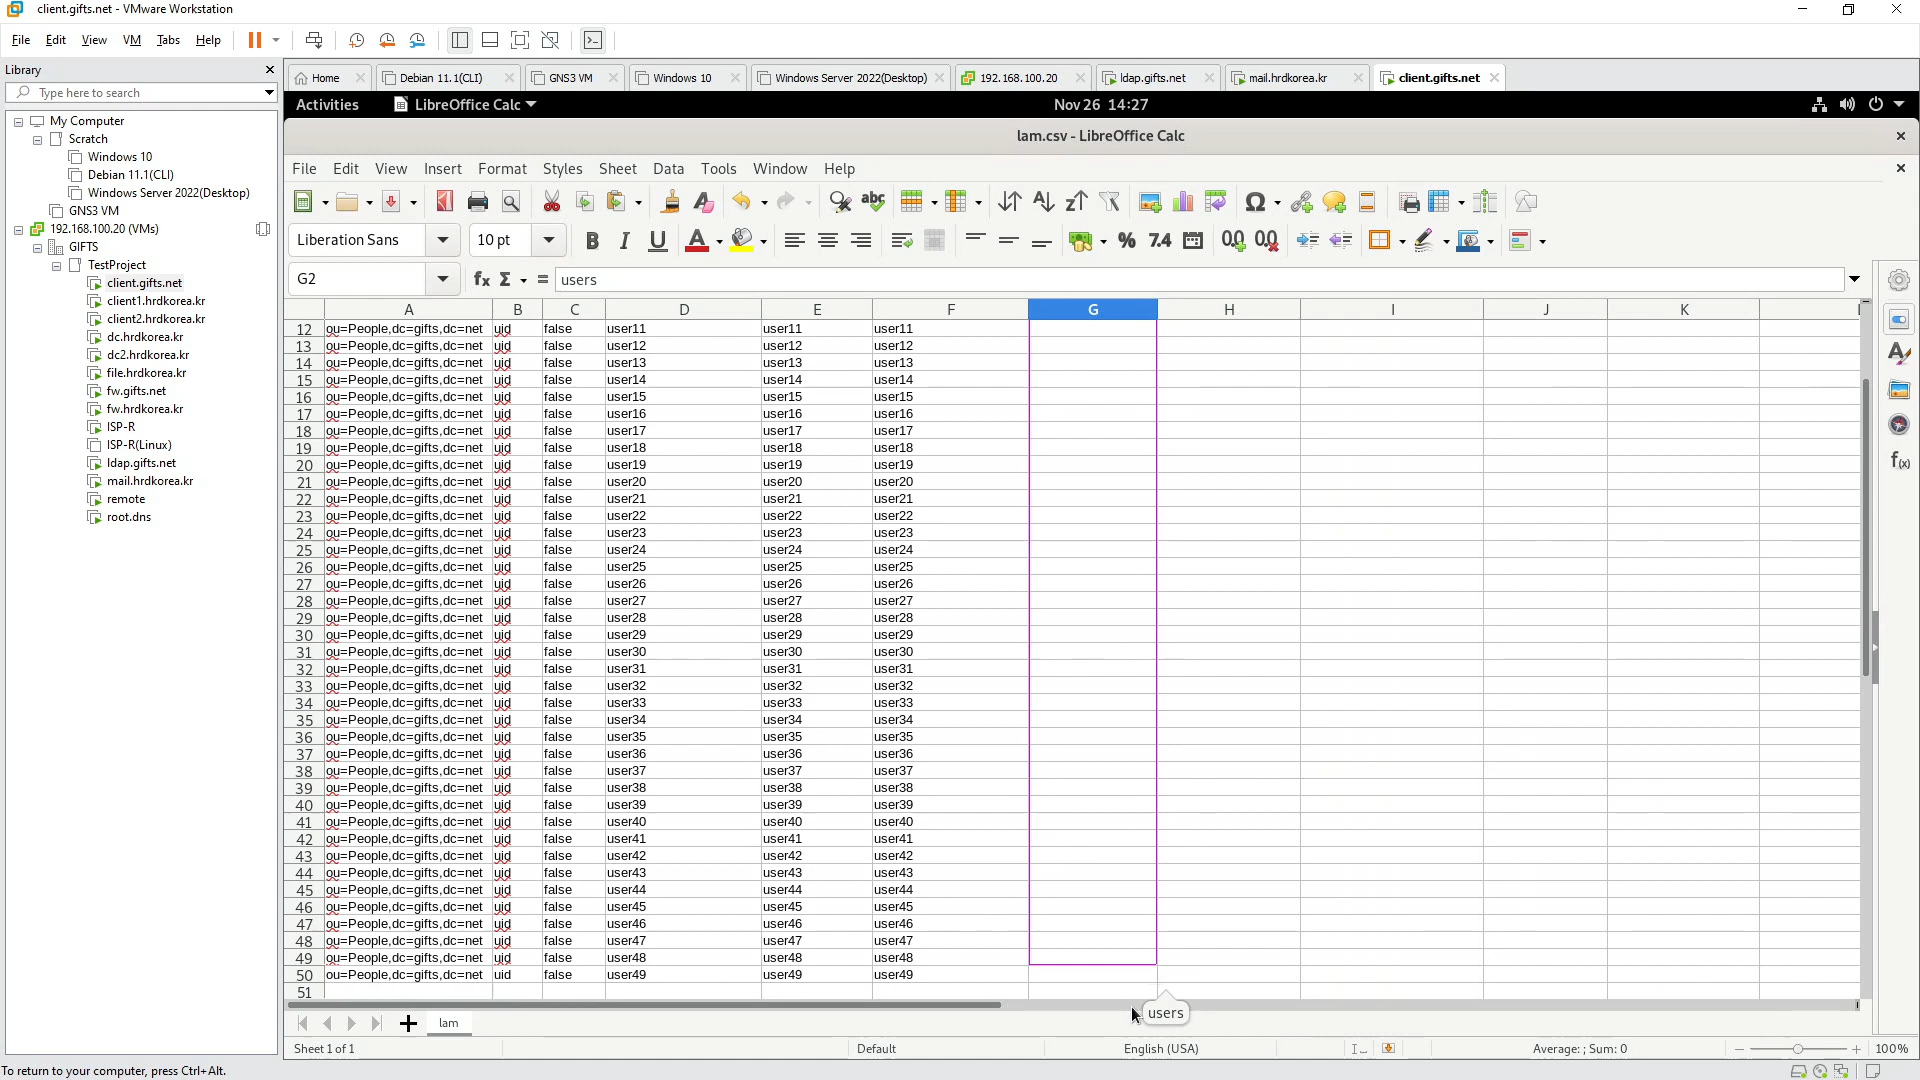 client.gifts.net - VMware Workstation
File Edit View VM Tabs Help
Library
Type here to search
My Computer
Scratch
Windows 10
Debian 11.1(CLI)
Windows Server 2022(Desktop)
GNS3 VM
192.168.100.20 (VMs)
GIFTS
TestProject
client.gifts.net
client1.hrdkorea.kr
client2.hrdkorea.kr
dc.hrdkorea.kr
dc2.hrdkorea.kr
file.hrdkorea.kr
fw.gifts.net
fw.hrdkorea.kr
ISP-R
ISP-R(Linux)
ldap.gifts.net
mail.hrdkorea.kr
remote
root.dns
Home Debian 11.1(CLI) GNS3 VM Windows 10 Windows Server 2022(Desktop) 192.168.100.20 ldap.gifts.net mail.hrdkorea.kr client.gifts.net
Activities LibreOffice Calc Nov 26 14:27
lam.csv - LibreOffice Calc
File Edit View Insert Format Styles Sheet Data Tools Window Help
Liberation Sans 10 pt
G2 users
A B C D E F G H I J K
12 ou=People,dc=gifts,dc=net uid false user11 user11 user11
13 ou=People,dc=gifts,dc=net uid false user12 user12 user12
14 ou=People,dc=gifts,dc=net uid false user13 user13 user13
15 ou=People,dc=gifts,dc=net uid false user14 user14 user14
16 ou=People,dc=gifts,dc=net uid false user15 user15 user15
17 ou=People,dc=gifts,dc=net uid false user16 user16 user16
18 ou=People,dc=gifts,dc=net uid false user17 user17 user17
19 ou=People,dc=gifts,dc=net uid false user18 user18 user18
20 ou=People,dc=gifts,dc=net uid false user19 user19 user19
21 ou=People,dc=gifts,dc=net uid false user20 user20 user20
22 ou=People,dc=gifts,dc=net uid false user21 user21 user21
23 ou=People,dc=gifts,dc=net uid false user22 user22 user22
24 ou=People,dc=gifts,dc=net uid false user23 user23 user23
25 ou=People,dc=gifts,dc=net uid false user24 user24 user24
26 ou=People,dc=gifts,dc=net uid false user25 user25 user25
27 ou=People,dc=gifts,dc=net uid false user26 user26 user26
28 ou=People,dc=gifts,dc=net uid false user27 user27 user27
29 ou=People,dc=gifts,dc=net uid false user28 user28 user28
30 ou=People,dc=gifts,dc=net uid false user29 user29 user29
31 ou=People,dc=gifts,dc=net uid false user30 user30 user30
32 ou=People,dc=gifts,dc=net uid false user31 user31 user31
33 ou=People,dc=gifts,dc=net uid false user32 user32 user32
34 ou=People,dc=gifts,dc=net uid false user33 user33 user33
35 ou=People,dc=gifts,dc=net uid false user34 user34 user34
36 ou=People,dc=gifts,dc=net uid false user35 user35 user35
37 ou=People,dc=gifts,dc=net uid false user36 user36 user36
38 ou=People,dc=gifts,dc=net uid false user37 user37 user37
39 ou=People,dc=gifts,dc=net uid false user38 user38 user38
40 ou=People,dc=gifts,dc=net uid false user39 user39 user39
41 ou=People,dc=gifts,dc=net uid false user40 user40 user40
42 ou=People,dc=gifts,dc=net uid false user41 user41 user41
43 ou=People,dc=gifts,dc=net uid false user42 user42 user42
44 ou=People,dc=gifts,dc=net uid false user43 user43 user43
45 ou=People,dc=gifts,dc=net uid false user44 user44 user44
46 ou=People,dc=gifts,dc=net uid false user45 user45 user45
47 ou=People,dc=gifts,dc=net uid false user46 user46 user46
48 ou=People,dc=gifts,dc=net uid false user47 user47 user47
49 ou=People,dc=gifts,dc=net uid false user48 user48 user48
50 ou=People,dc=gifts,dc=net uid false user49 user49 user49
51
users
lam
Sheet 1 of 1 Default English (USA) Average: ; Sum: 0 100%
To return to your computer, press Ctrl+Alt.